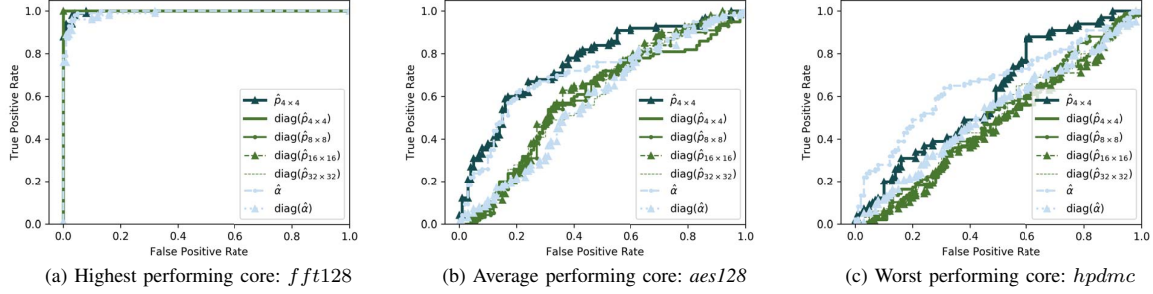 1.0
0.8
0.6
0.4
0.2
0.0
True Positive Rate
0.0 0.2 0.4 0.6 0.8 1.0
False Positive Rate
p̂4×4
diag(p̂4×4)
diag(p̂8×8)
diag(p̂16×16)
diag(p̂32×32)
α̂
diag(α̂)
(a) Highest performing core: fft128
1.0
0.8
0.6
0.4
0.2
0.0
True Positive Rate
0.0 0.2 0.4 0.6 0.8 1.0
False Positive Rate
p̂4×4
diag(p̂4×4)
diag(p̂8×8)
diag(p̂16×16)
diag(p̂32×32)
α̂
diag(α̂)
(b) Average performing core: aes128
1.0
0.8
0.6
0.4
0.2
0.0
True Positive Rate
0.0 0.2 0.4 0.6 0.8 1.0
False Positive Rate
p̂4×4
diag(p̂4×4)
diag(p̂8×8)
diag(p̂16×16)
diag(p̂32×32)
α̂
diag(α̂)
(c) Worst performing core: hpdmc